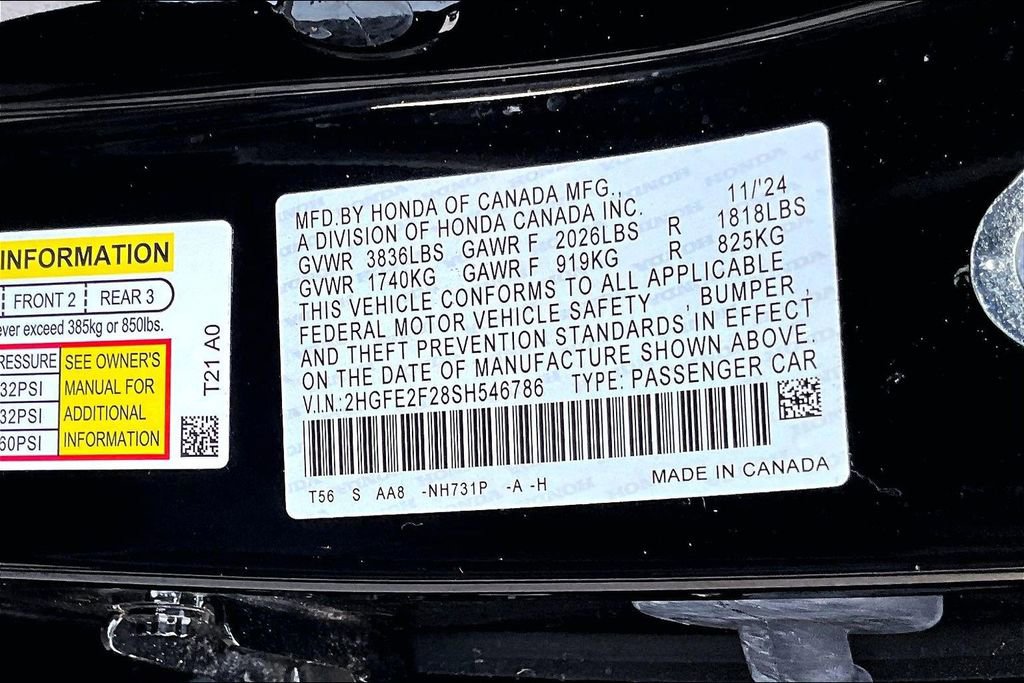 INFORMATION
FRONT 2 REAR 3
ever exceed 385kg or 850lbs.
RESSURE
32PSI
32PSI
60PSI
SEE OWNER'S
MANUAL FOR
ADDITIONAL
INFORMATION
T21 A0
MFD.BY HONDA OF CANADA MFG., 11/'24
A DIVISION OF HONDA CANADA INC.
GVWR 3836LBS GAWR F 2026LBS R 1818LBS
GVWR 1740KG GAWR F 919KG R 825KG
THIS VEHICLE CONFORMS TO ALL APPLICABLE
FEDERAL MOTOR VEHICLE SAFETY , BUMPER ,
AND THEFT PREVENTION STANDARDS IN EFFECT
ON THE DATE OF MANUFACTURE SHOWN ABOVE.
V.I.N.:2HGFE2F28SH546786 TYPE: PASSENGER CAR
T56 S AA8 -NH731P -A -H MADE IN CANADA